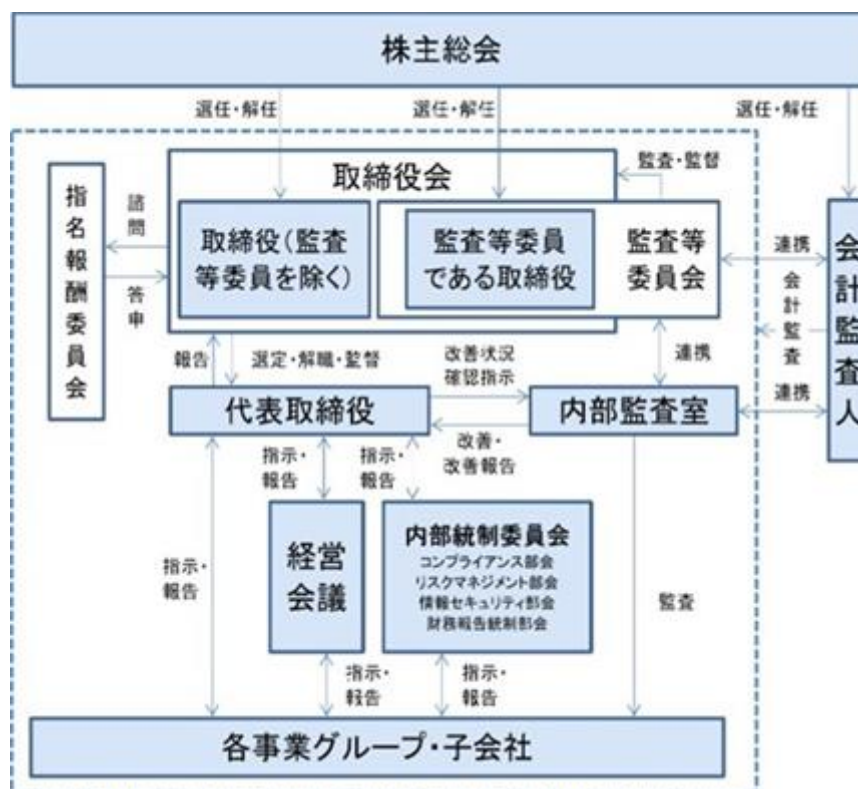 株主総会
選任・解任
選任・解任
選任・解任
監査・監督
取締役会
指名報酬委員会
諮問
答申
取締役(監査
等委員を除く)
監査等委員
である取締役
監査等
委員会
連携
会計監査
会計監査人
報告
選定・解職・監督
改善状況
確認指示
連携
代表取締役
内部監査室
連携
指示・
報告
指示・
報告
改善・
改善報告
経営
会議
内部統制委員会
コンプライアンス部会
リスクマネジメント部会
情報セキュリティ部会
財務報告統制部会
指示・
報告
監査
指示・
報告
指示・
報告
各事業グループ・子会社